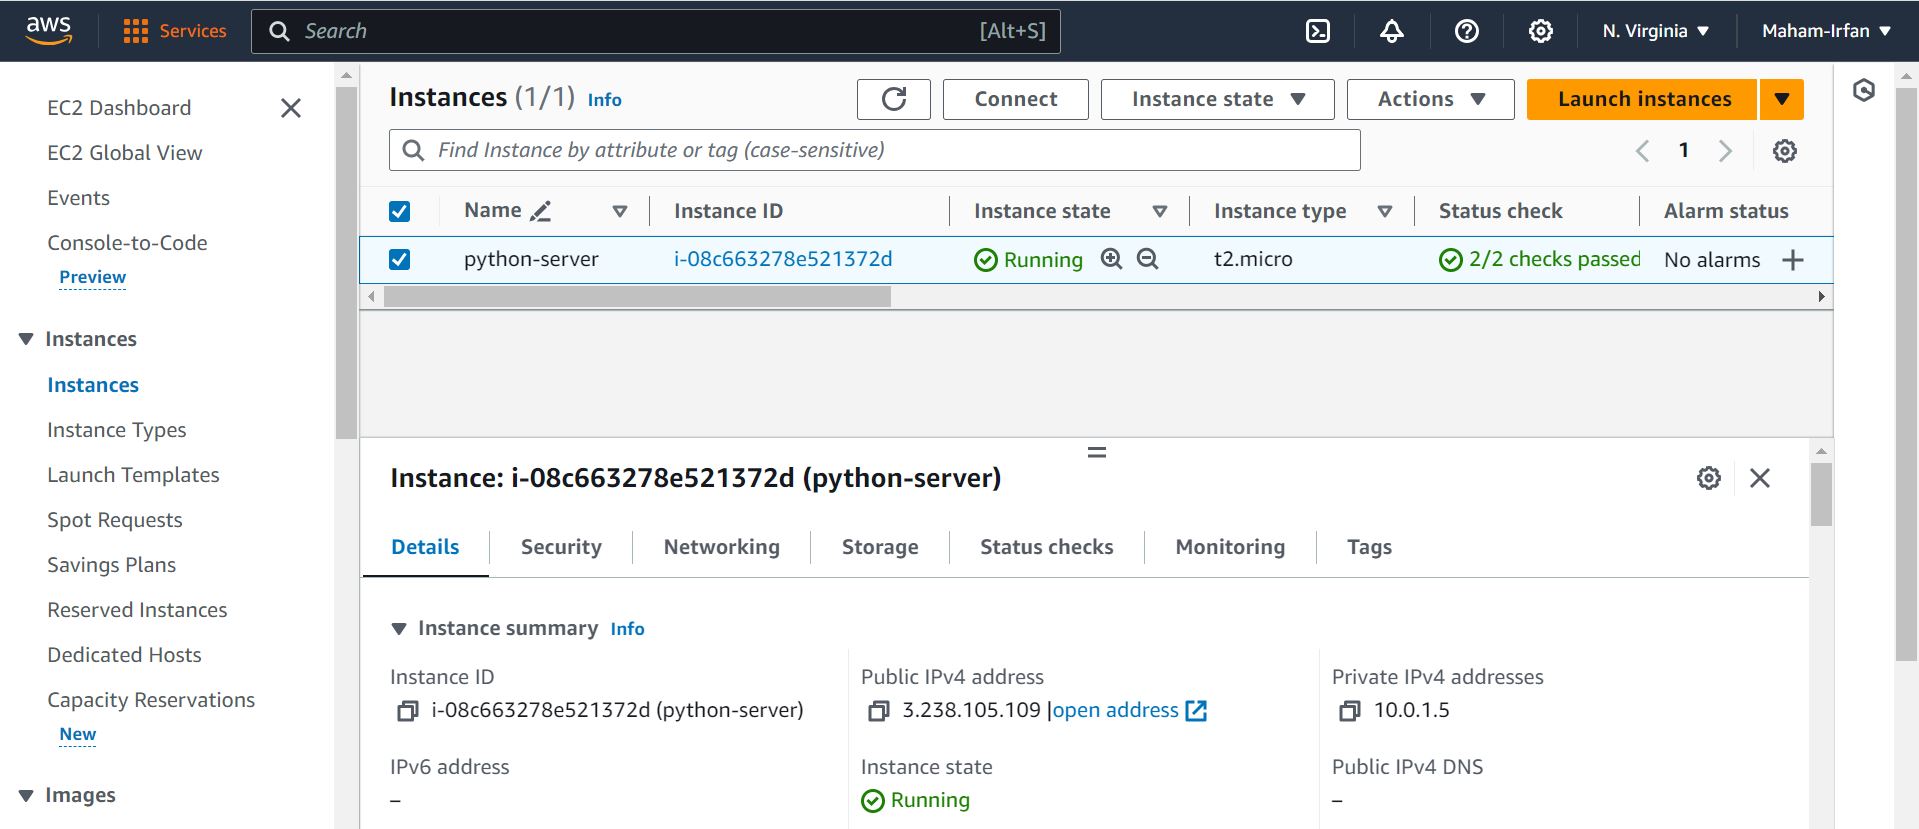 aws Services Search [Alt+S] N. Virginia Maham-Irfan
EC2 Dashboard
EC2 Global View
Events
Console-to-Code
Preview
Instances
Instances
Instance Types
Launch Templates
Spot Requests
Savings Plans
Reserved Instances
Dedicated Hosts
Capacity Reservations
New
Images
Instances (1/1) Info Connect Instance state Actions Launch instances
Find Instance by attribute or tag (case-sensitive) 1
Name Instance ID Instance state Instance type Status check Alarm status
python-server i-08c663278e521372d Running t2.micro 2/2 checks passed No alarms
Instance: i-08c663278e521372d (python-server)
Details Security Networking Storage Status checks Monitoring Tags
Instance summary Info
Instance ID Public IPv4 address Private IPv4 addresses
i-08c663278e521372d (python-server) 3.238.105.109 |open address 10.0.1.5
IPv6 address Instance state Public IPv4 DNS
– Running –